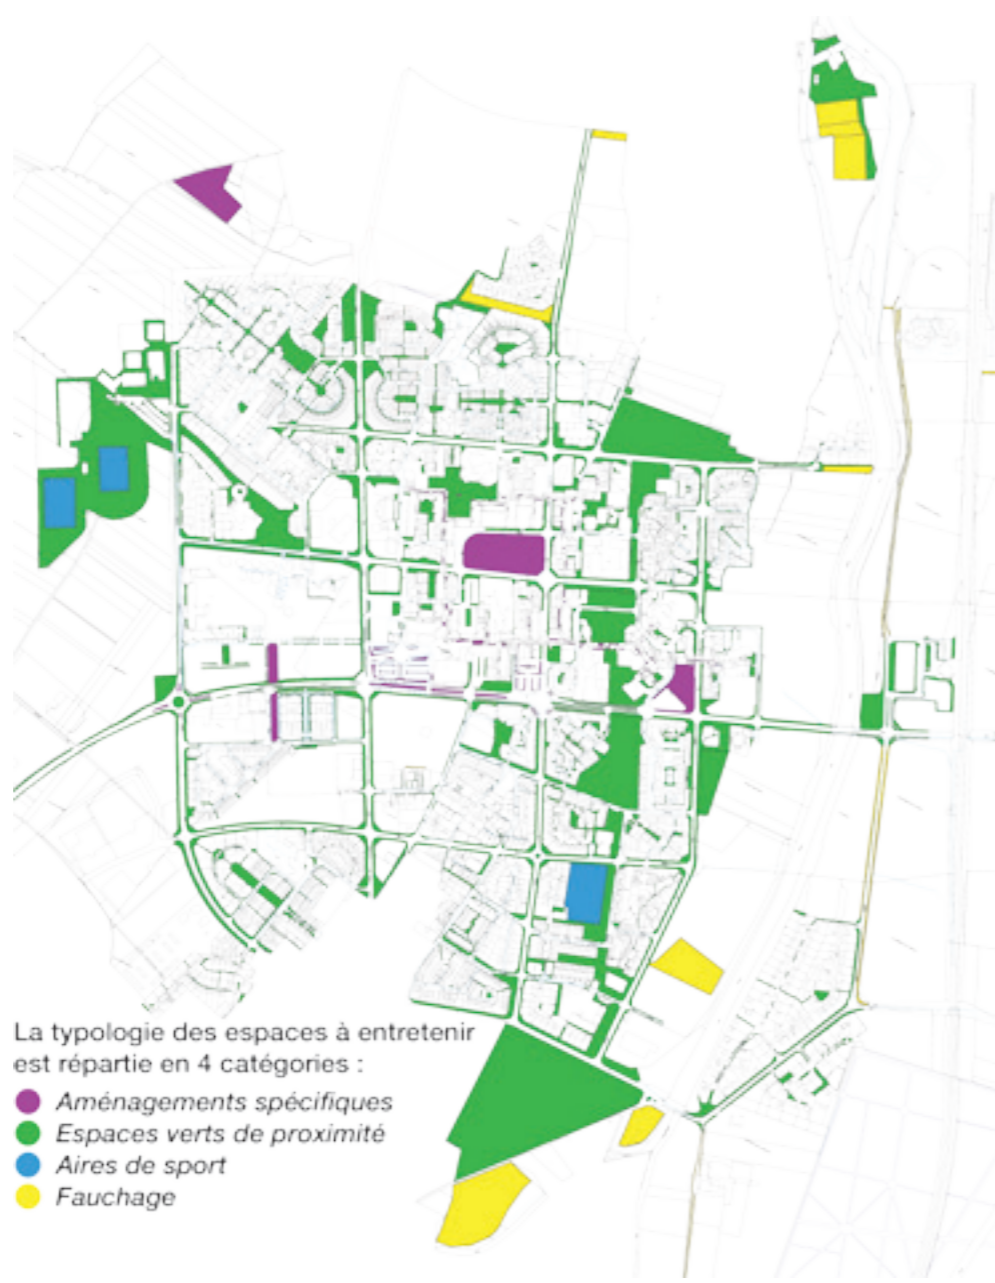 La typologie des espaces à entretenir
est répartie en 4 catégories :
Aménagements spécifiques
Espaces verts de proximité
Aires de sport
Fauchage